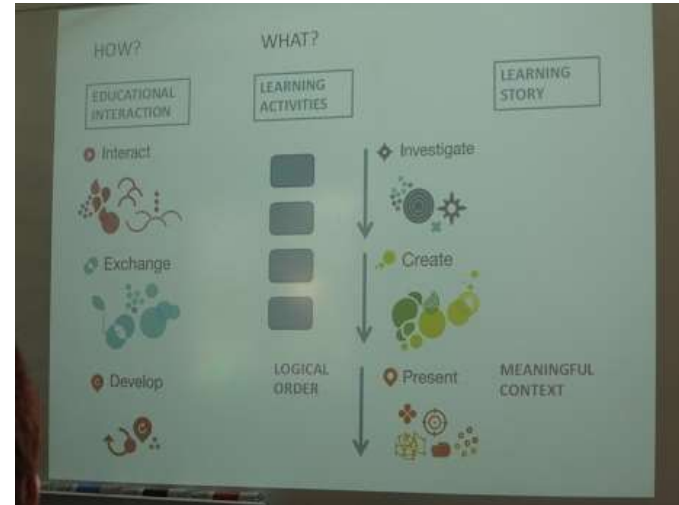 HOW?
WHAT?
EDUCATIONAL
INTERACTION
LEARNING
ACTIVITIES
LEARNING
STORY
Interact
Investigate
Exchange
Create
Develop
LOGICAL
ORDER
Present
MEANINGFUL
CONTEXT